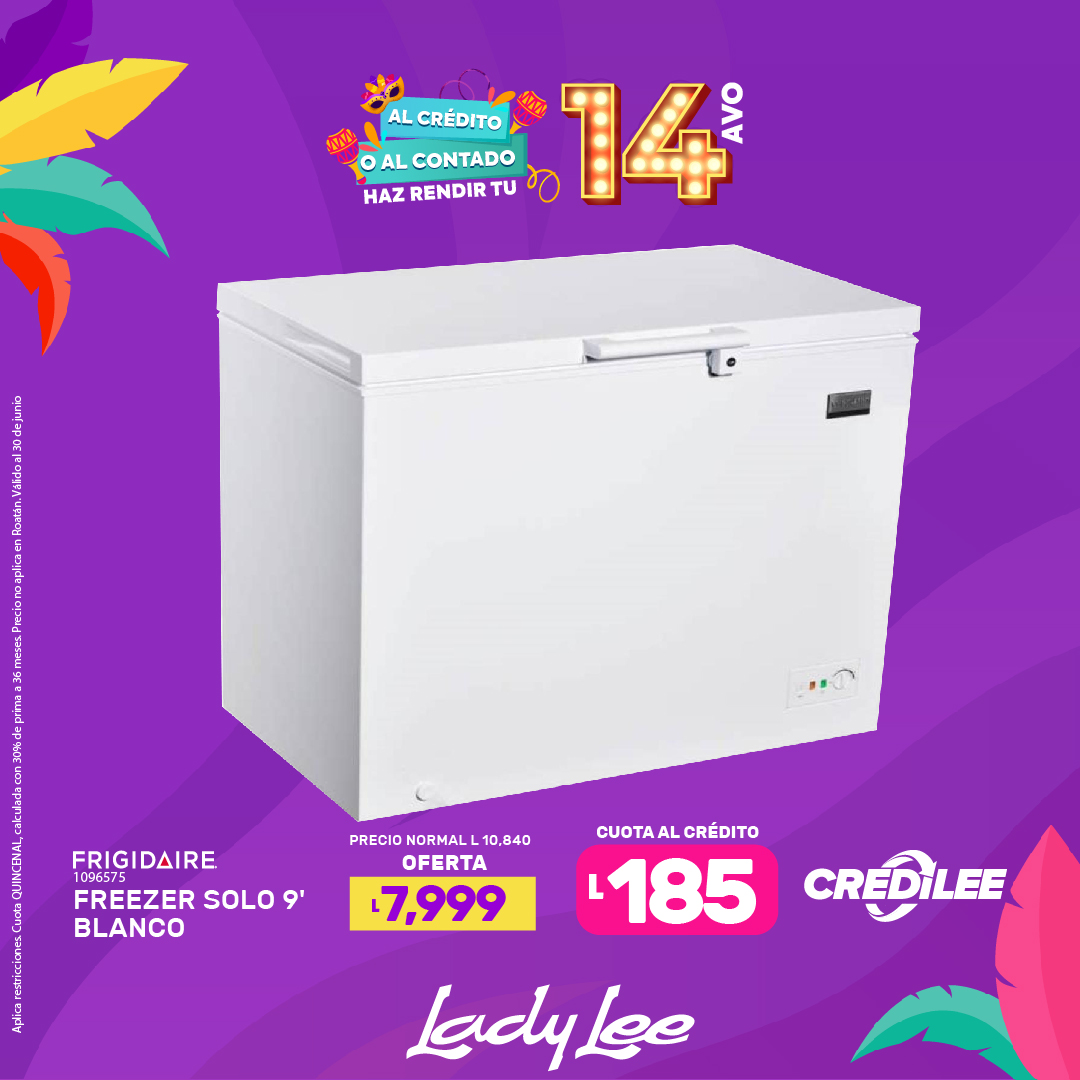 AL CRÉDITO
O AL CONTADO
HAZ RENDIR TU
14 AVO
Aplica restricciones. Cuota QUINCENAL, calculada con 30% de prima a 36 meses. Precio no aplica en Roatán. Válido al 30 de junio
FRIGIDAIRE
1096575
FREEZER SOLO 9'
BLANCO
PRECIO NORMAL L 10,840
OFERTA
L7,999
CUOTA AL CRÉDITO
L185
CREDILEE
Lady Lee